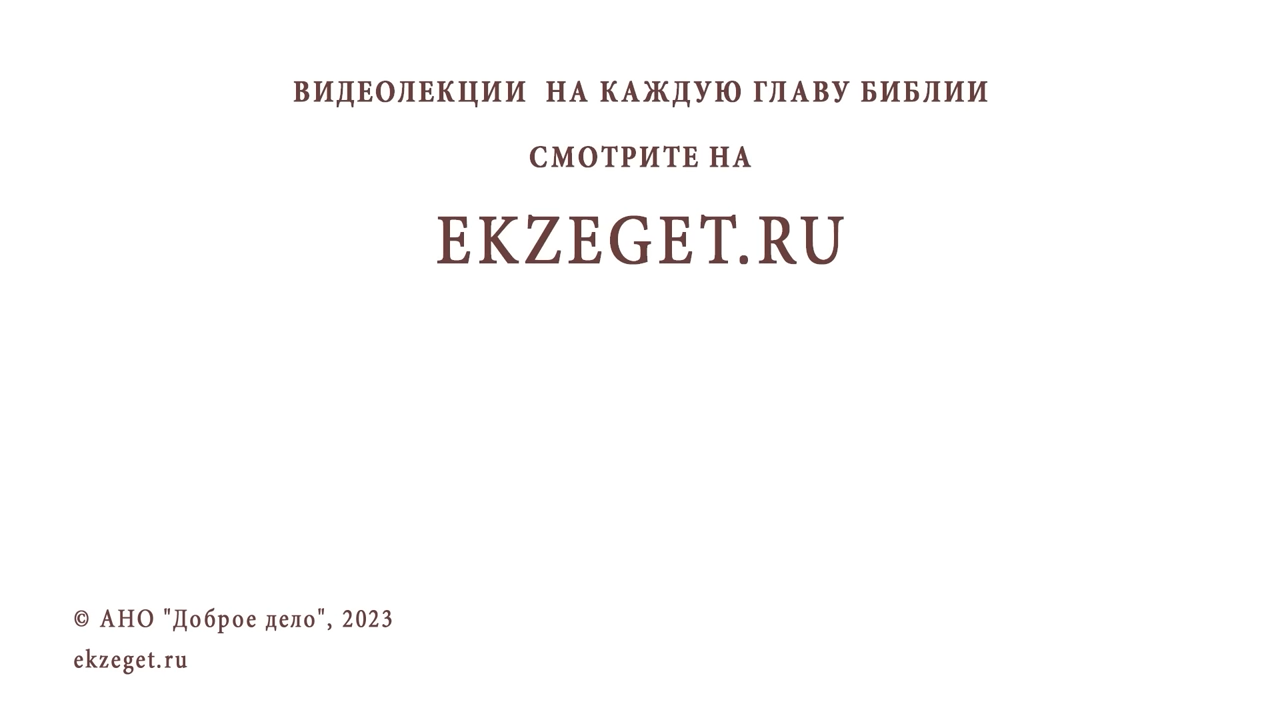 ВИДЕОЛЕКЦИИ НА КАЖДУЮ ГЛАВУ БИБЛИИ
СМОТРИТЕ НА
EKZEGET.RU
© АНО "Доброе дело", 2023
ekzeget.ru